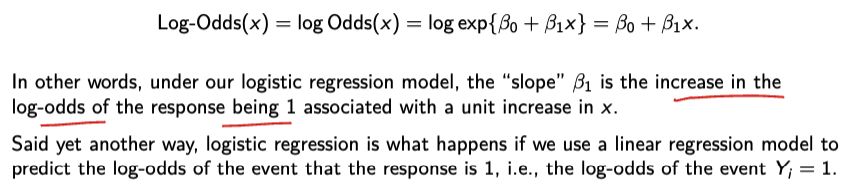 Log-Odds(x) = log Odds(x) = log exp{β₀ + β₁x} = β₀ + β₁x.
In other words, under our logistic regression model, the “slope” β₁ is the increase in the
log-odds of the response being 1 associated with a unit increase in x.
Said yet another way, logistic regression is what happens if we use a linear regression model to
predict the log-odds of the event that the response is 1, i.e., the log-odds of the event Yᵢ = 1.